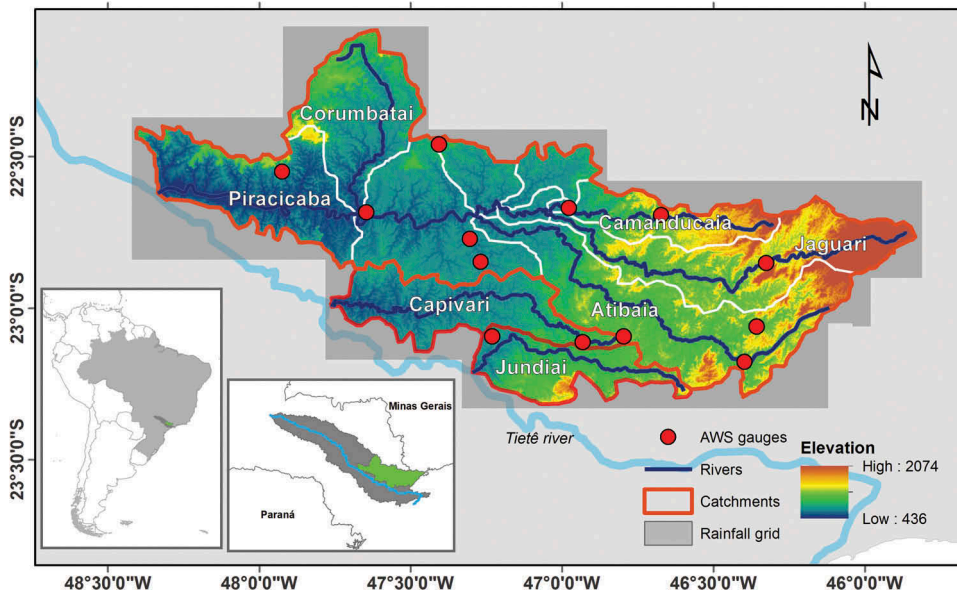 N
Corumbatai
Piracicaba
Camanducaia
Jaguari
Capivari
Atibaia
Jundiai
22°30'0"S
23°0'0"S
23°30'0"S
Minas Gerais
Paraná
Tietê river
AWS gauges
Rivers
Catchments
Rainfall grid
Elevation
High : 2074
Low : 436
48°30'0"W 48°0'0"W 47°30'0"W 47°0'0"W 46°30'0"W 46°0'0"W